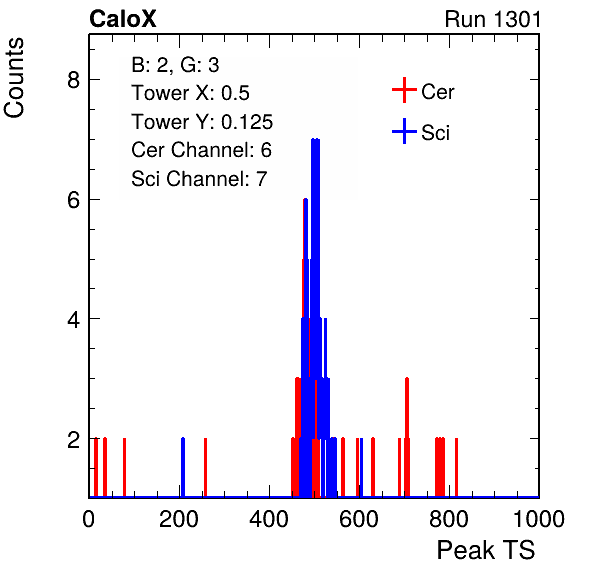 CaloX
Run 1301
Counts
B: 2, G: 3
Tower X: 0.5
Tower Y: 0.125
Cer Channel: 6
Sci Channel: 7
Cer
Sci
8
6
4
2
0 200 400 600 800 1000
Peak TS